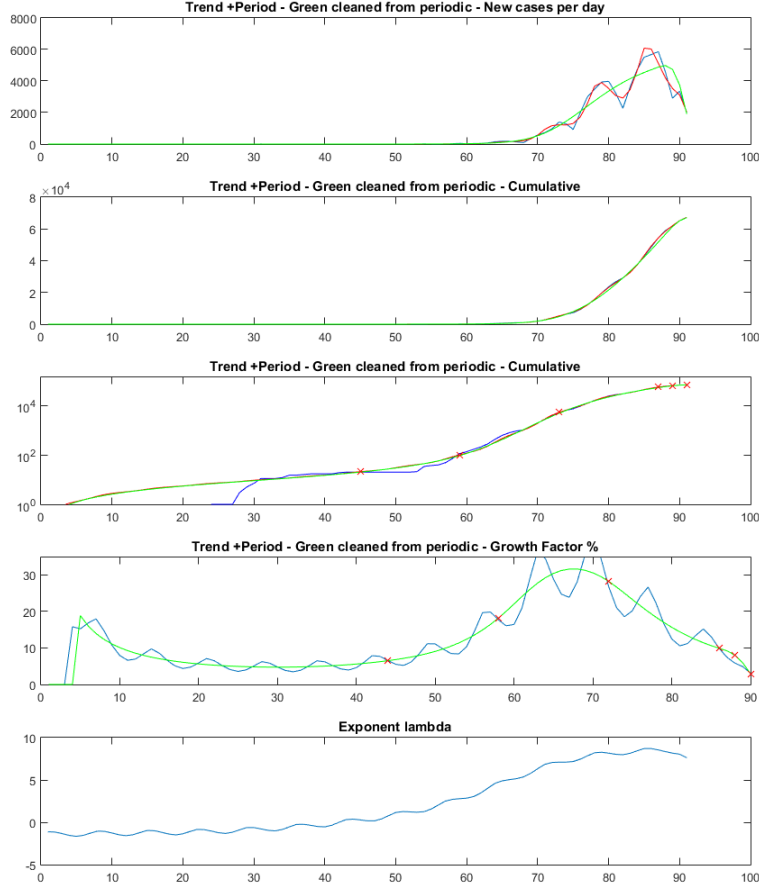 Trend +Period - Green cleaned from periodic - New cases per day
8000
6000
4000
2000
0
0 10 20 30 40 50 60 70 80 90 100
Trend +Period - Green cleaned from periodic - Cumulative
×10^4
8
6
4
2
0
0 10 20 30 40 50 60 70 80 90 100
Trend +Period - Green cleaned from periodic - Cumulative
10^4
10^2
10^0
0 10 20 30 40 50 60 70 80 90 100
Trend +Period - Green cleaned from periodic - Growth Factor %
30
20
10
0
0 10 20 30 40 50 60 70 80 90
Exponent lambda
10
5
0
-5
0 10 20 30 40 50 60 70 80 90 100